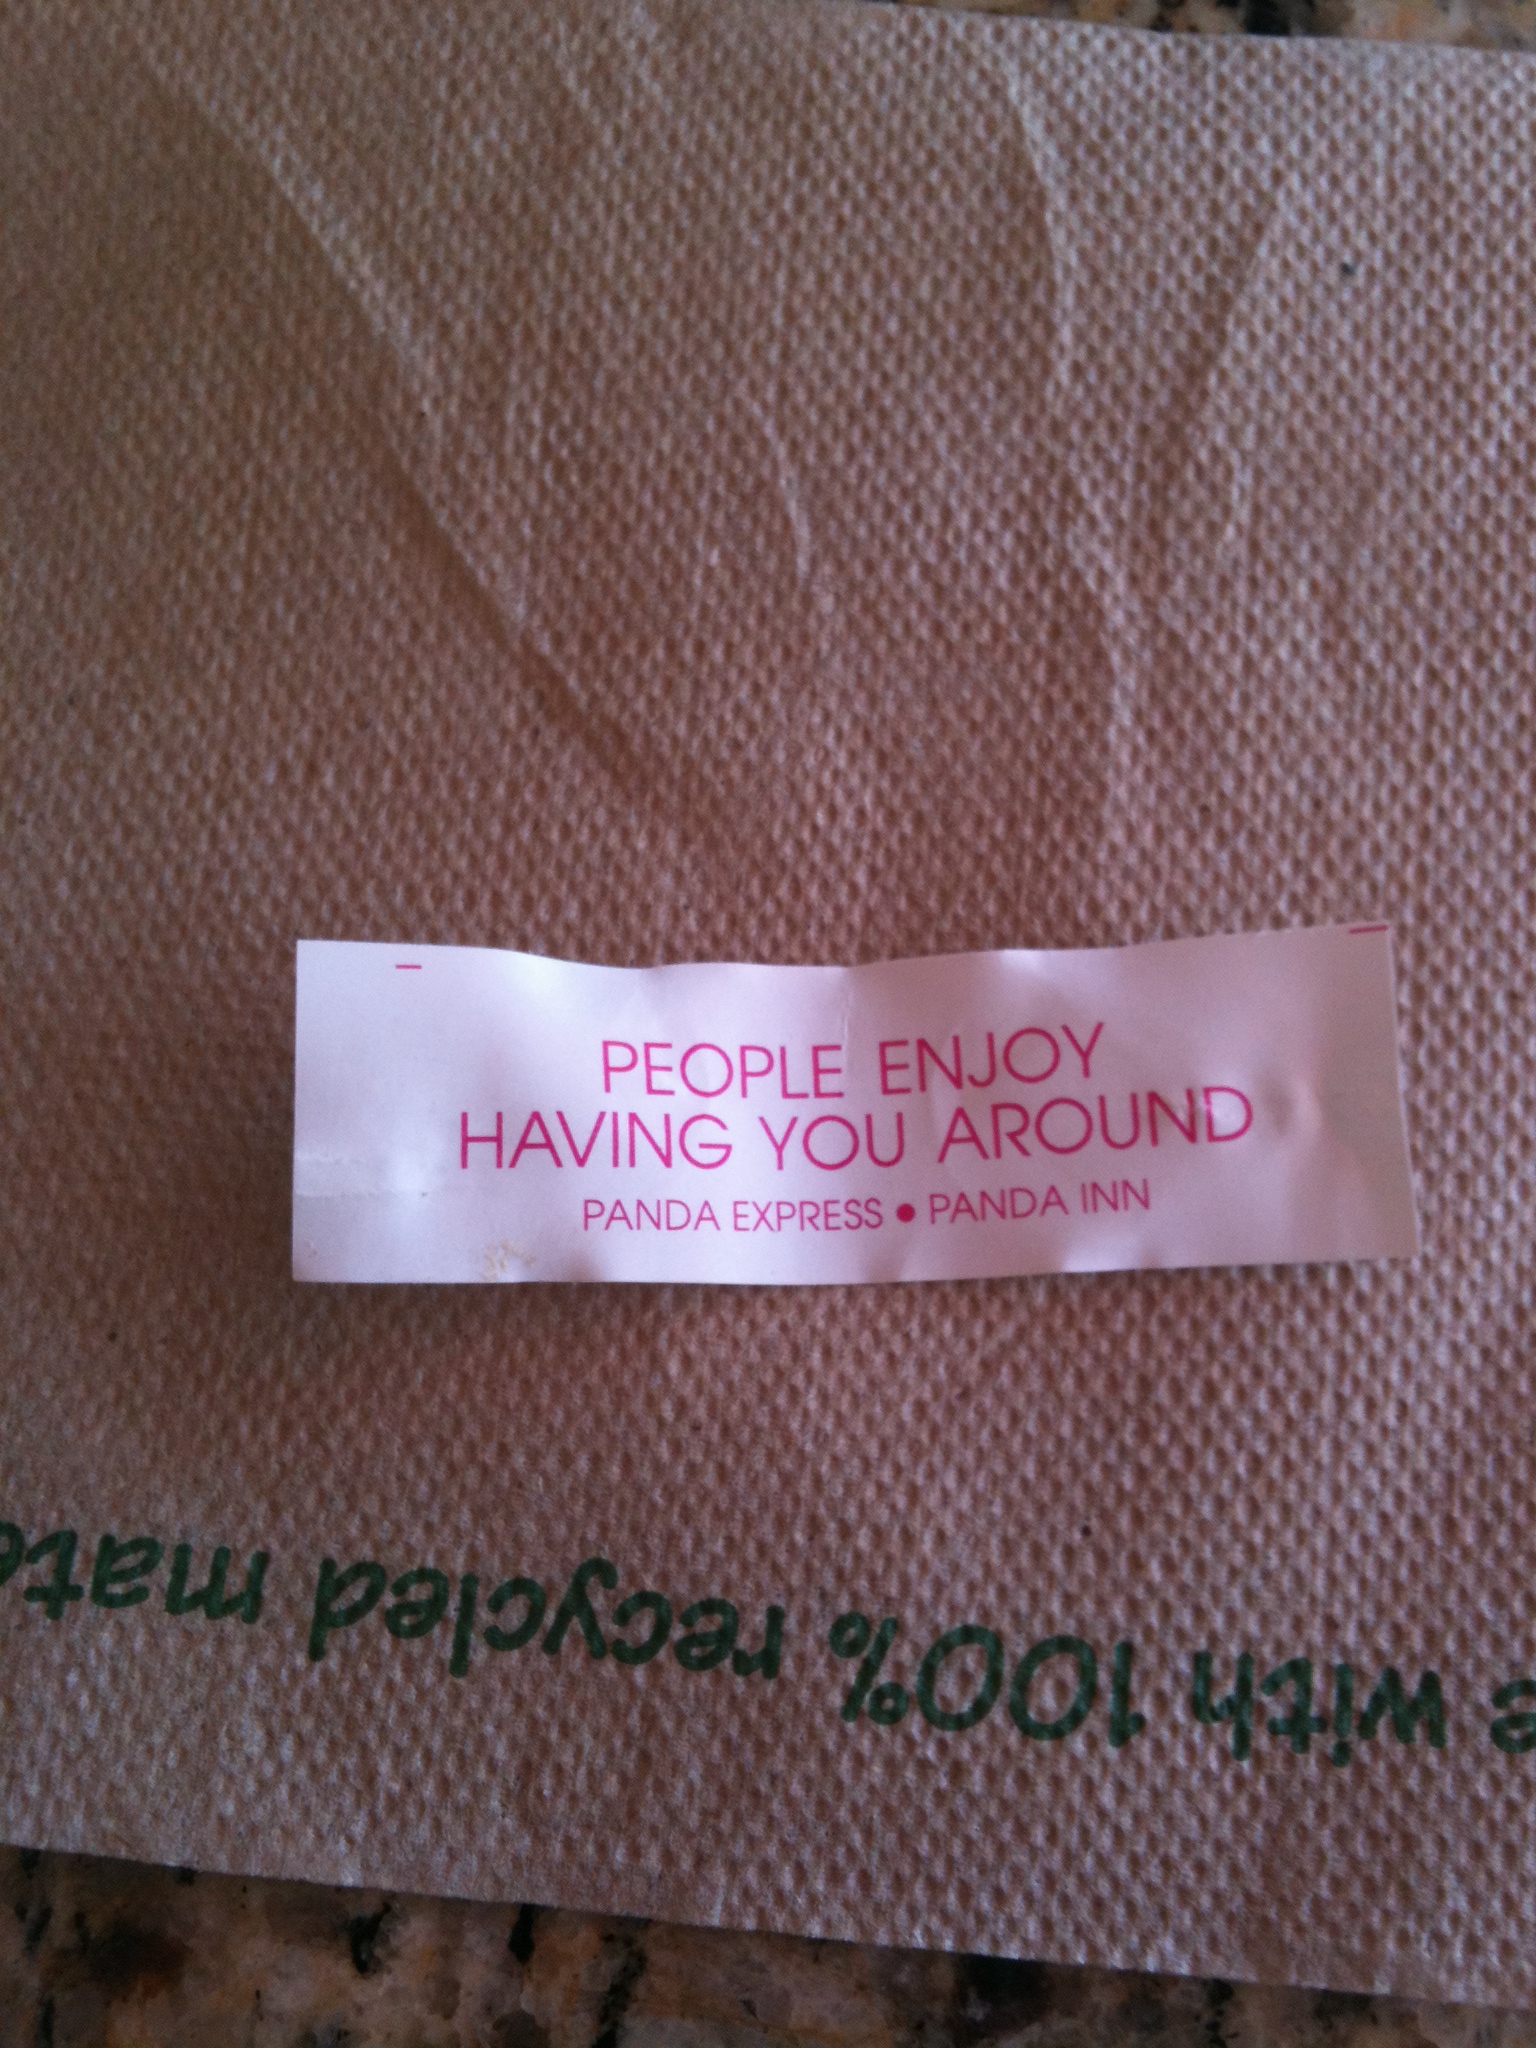 PEOPLE ENJOY
HAVING YOU AROUND
PANDA EXPRESS • PANDA INN
with 100% recycled